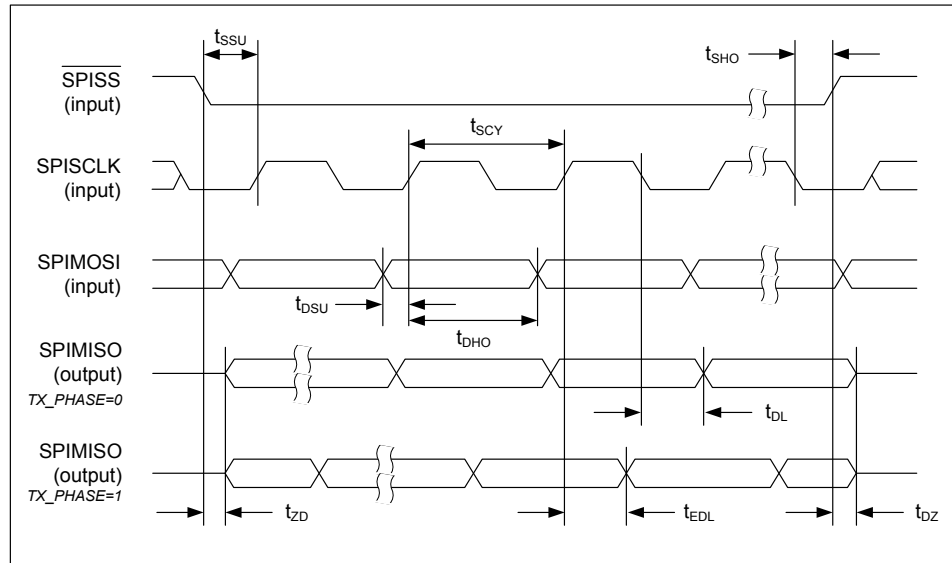 tSSU
tSHO
SPISS
(input)
tSCY
SPISCLK
(input)
SPIMOSI
(input)
tDSU
tDHO
SPIMISO
(output)
TX_PHASE=0
tDL
SPIMISO
(output)
TX_PHASE=1
tZD
tEDL
tDZ